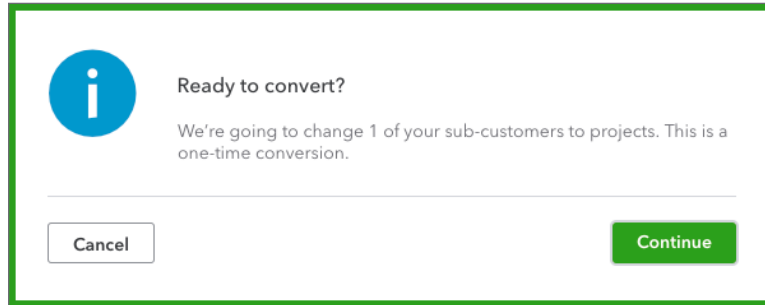 Ready to convert?
We're going to change 1 of your sub-customers to projects. This is a
one-time conversion.
Cancel
Continue